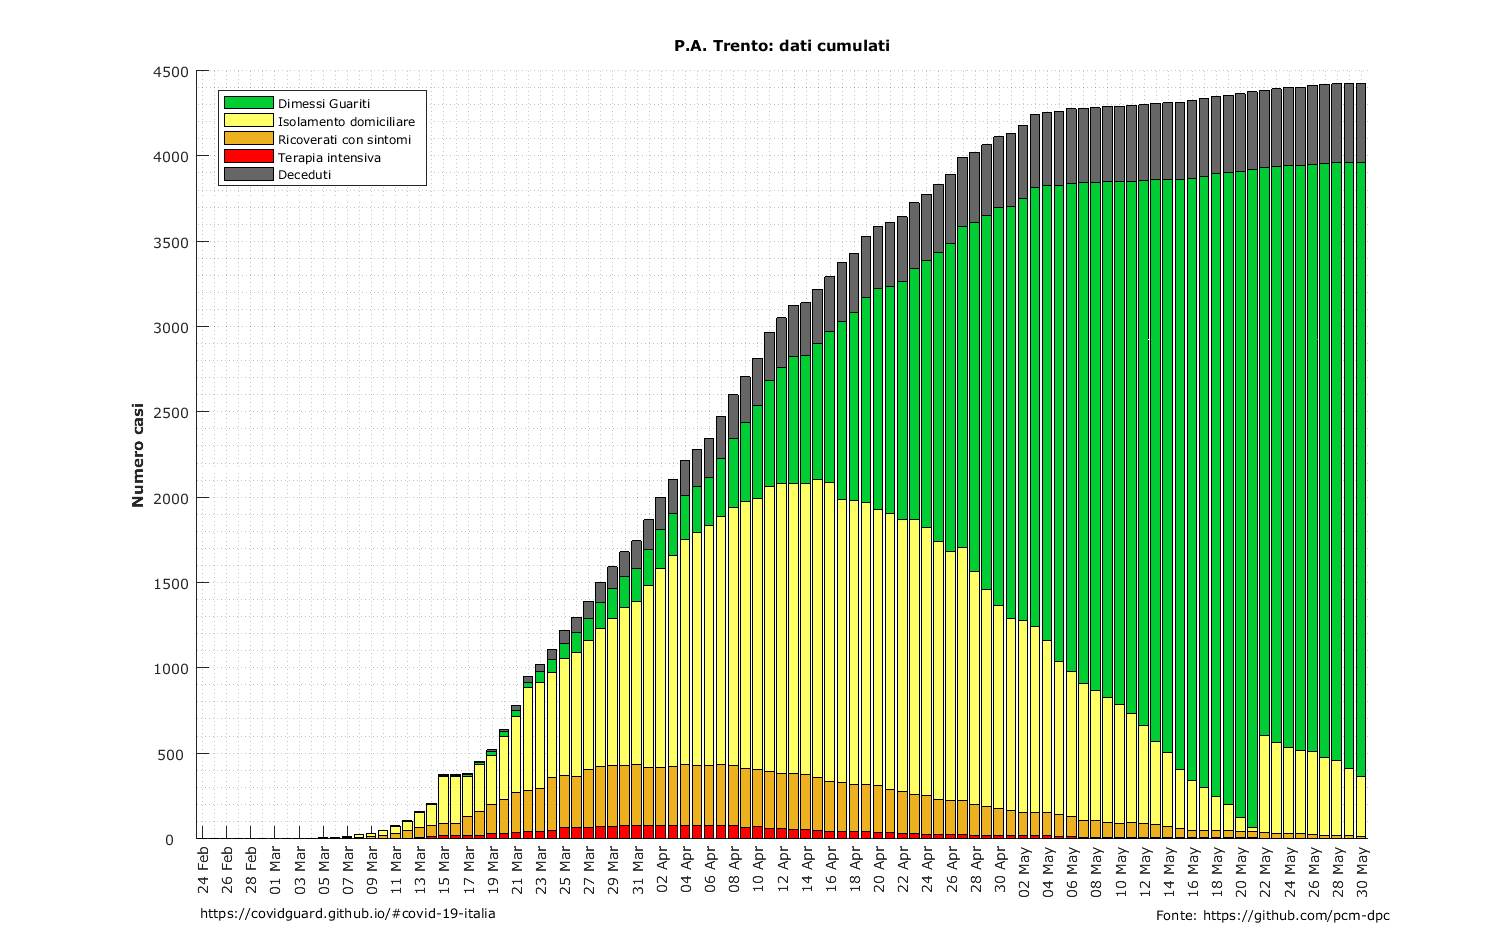 P.A. Trento: dati cumulati
Numero casi
4500
4000
3500
3000
2500
2000
1500
1000
500
0
Dimessi Guariti
Isolamento domiciliare
Ricoverati con sintomi
Terapia intensiva
Deceduti
24 Feb
26 Feb
28 Feb
01 Mar
03 Mar
05 Mar
07 Mar
09 Mar
11 Mar
13 Mar
15 Mar
17 Mar
19 Mar
21 Mar
23 Mar
25 Mar
27 Mar
29 Mar
31 Mar
02 Apr
04 Apr
06 Apr
08 Apr
10 Apr
12 Apr
14 Apr
16 Apr
18 Apr
20 Apr
22 Apr
24 Apr
26 Apr
28 Apr
30 Apr
02 May
04 May
06 May
08 May
10 May
12 May
14 May
16 May
18 May
20 May
22 May
24 May
26 May
28 May
30 May
https://covidguard.github.io/#covid-19-italia
Fonte: https://github.com/pcm-dpc